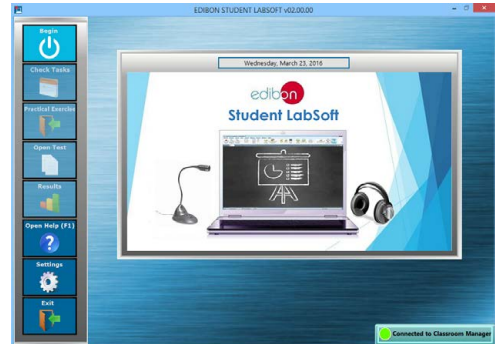 EDIBON STUDENT LABSOFT v02.00.00
Begin
Check Tasks
Practical Exercises
Open Test
Results
Open Help (F1)
Settings
Exit
Wednesday, March 23, 2016
edibon
Student LabSoft
Connected to Classroom Manager